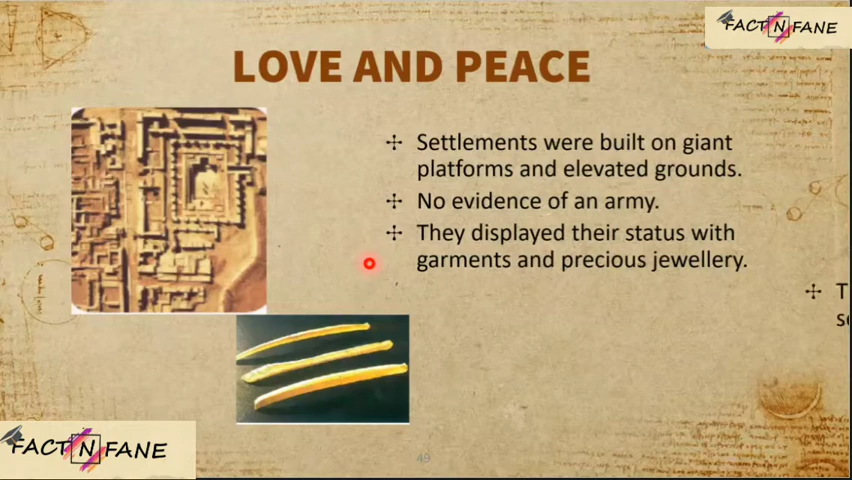 FACT N FANE
LOVE AND PEACE
✢ Settlements were built on giant
platforms and elevated grounds.
✢ No evidence of an army.
✢ They displayed their status with
garments and precious jewellery.
FACT N FANE
49